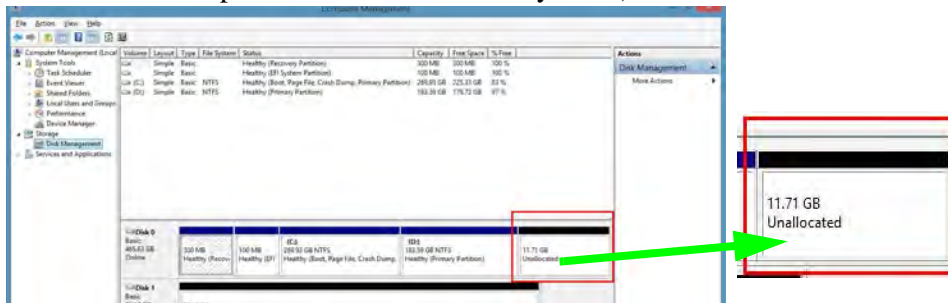 Computer Management
File Action View Help
Computer Management (Local
System Tools
Task Scheduler
Event Viewer
Shared Folders
Local Users and Groups
Performance
Device Manager
Storage
Disk Management
Services and Applications
Volume Layout Type File System Status Capacity Free Space % Free
Simple Basic Healthy (Recovery Partition) 300 MB 300 MB 100 %
Simple Basic Healthy (EFI System Partition) 100 MB 100 MB 100 %
(C:) Simple Basic NTFS Healthy (Boot, Page File, Crash Dump, Primary Partition)
(D:) Simple Basic NTFS Healthy (Primary Partition) 97 %
Actions
Disk Management
More Actions
Disk 0
Basic
Online
300 MB
Healthy (Recov
100 MB
Healthy (EFI
(C:)
Healthy (Boot, Page File, Crash Dump,
(D:)
Healthy (Primary Partition)
11.71 GB
Unallocated
Disk 1
Basic
11.71 GB
Unallocated